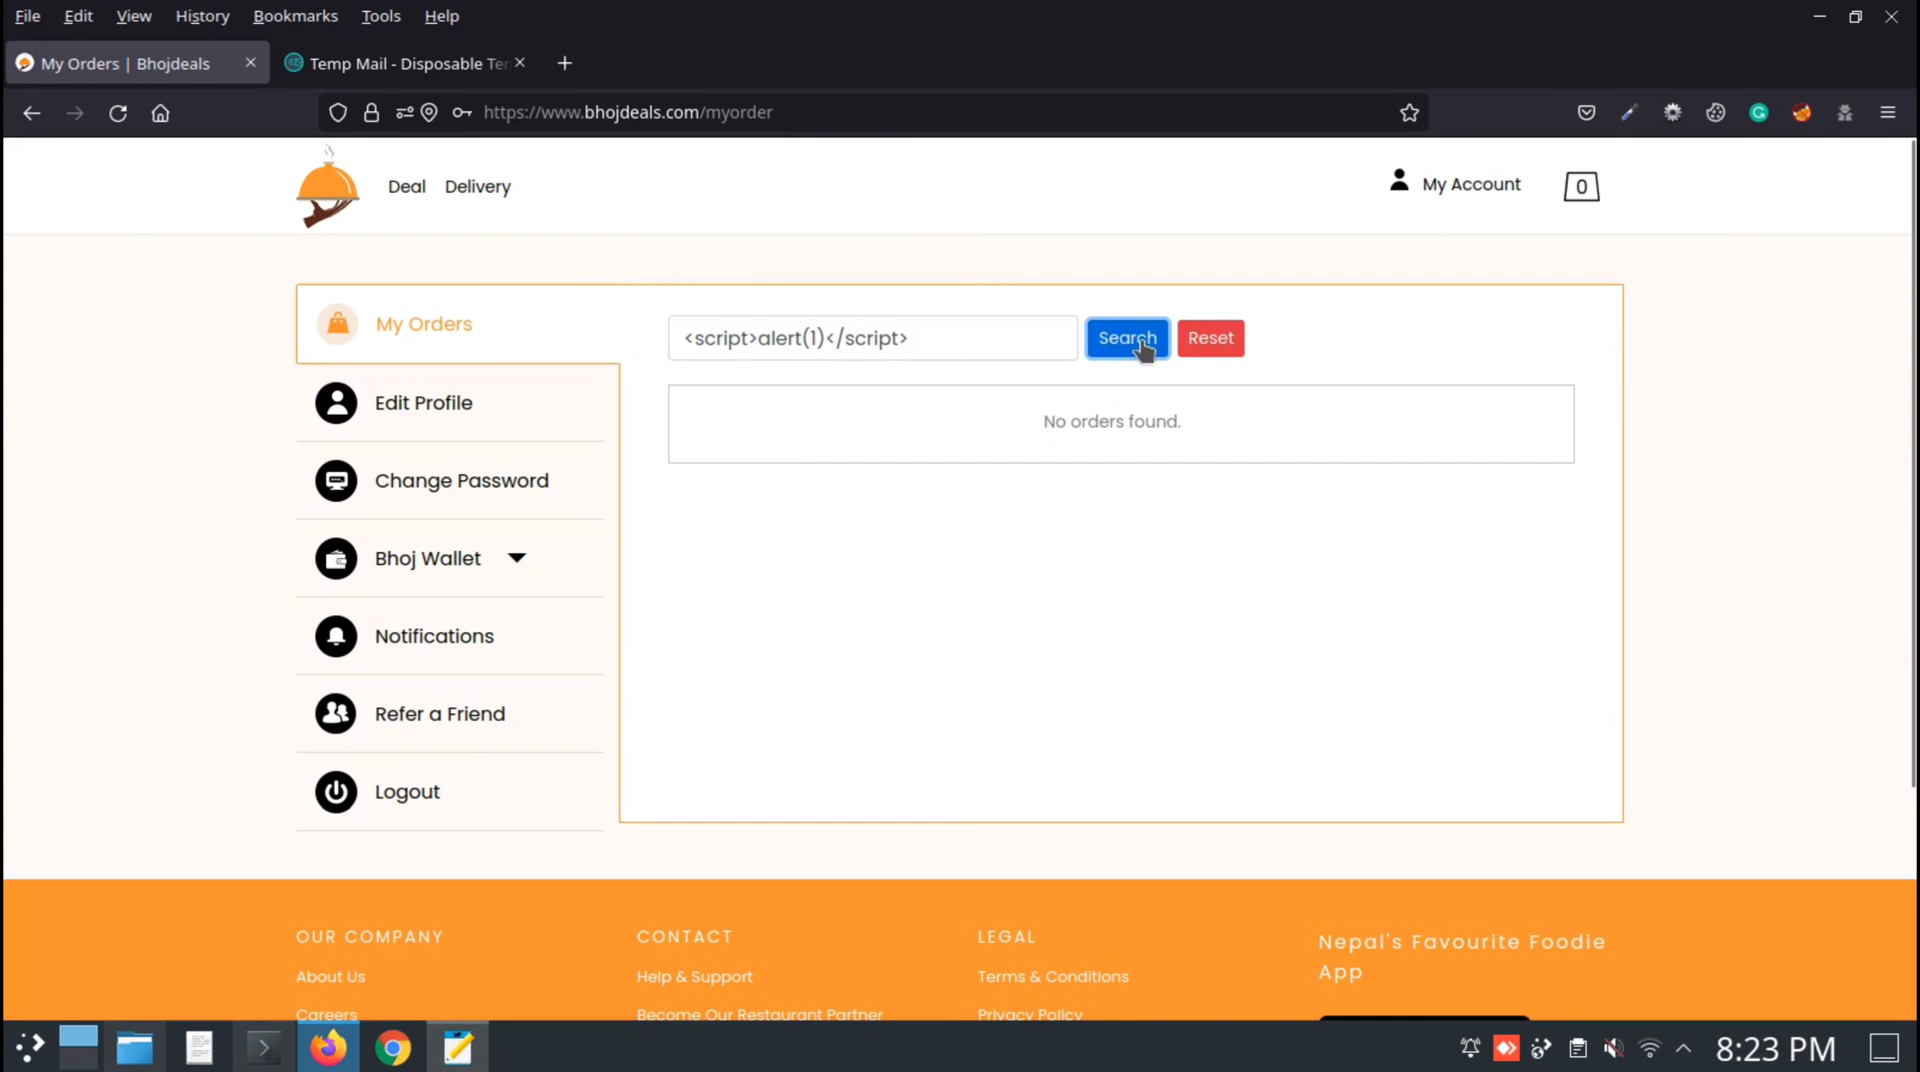 File Edit View History Bookmarks Tools Help
My Orders | Bhojdeals
Temp Mail - Disposable Te
https://www.bhojdeals.com/myorder
Deal Delivery
My Account
0
My Orders
<script>alert(1)</script>
Search
Reset
No orders found.
Edit Profile
Change Password
Bhoj Wallet
Notifications
Refer a Friend
Logout
OUR COMPANY
About Us
Careers
CONTACT
Help & Support
Become Our Restaurant Partner
LEGAL
Terms & Conditions
Privacy Policy
Nepal's Favourite Foodie
App
8:23 PM